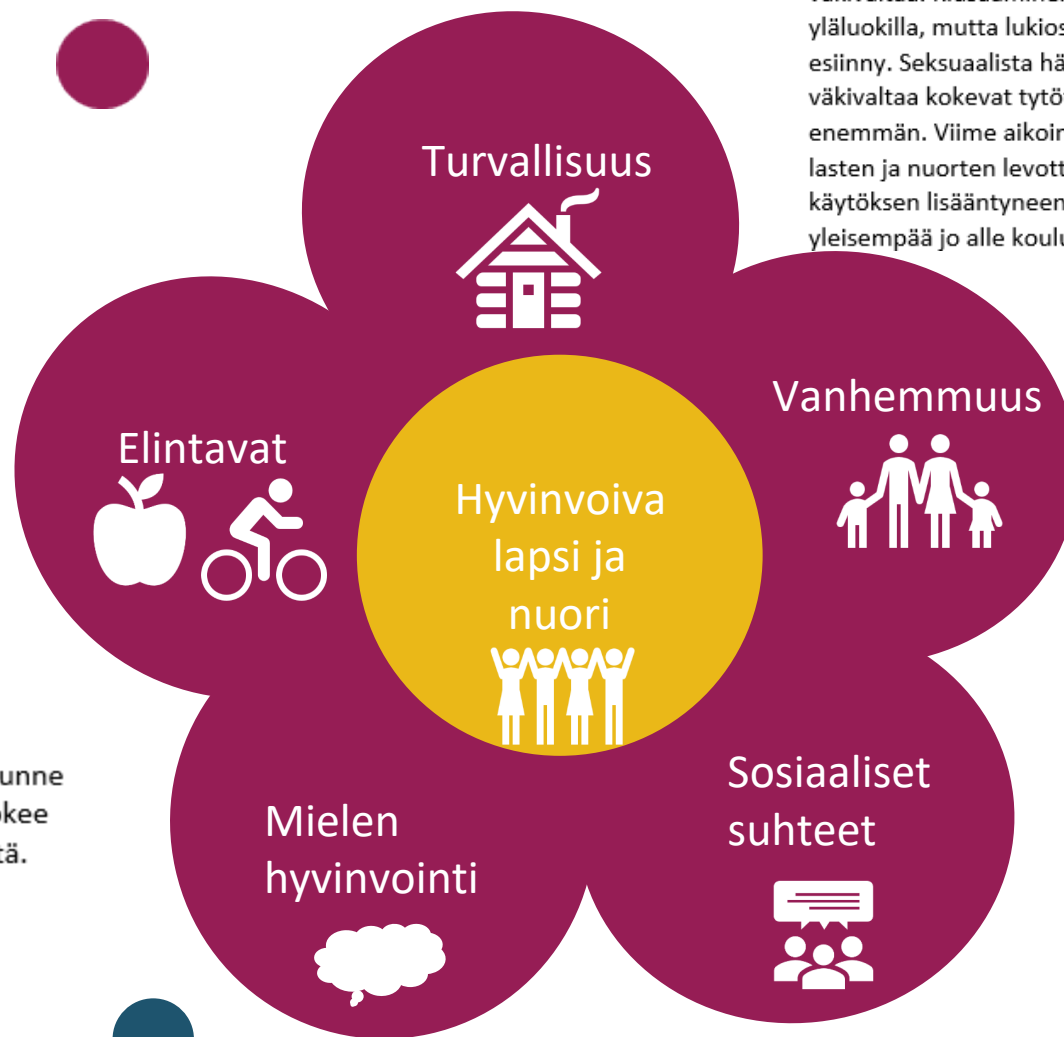 yläluokilla, mutta lukios
esiinny. Seksuaalista hä
väkivaltaa kokevat tytö
enemmän. Viime aikoin
lasten ja nuorten levott
käytöksen lisääntyneen
yleisempää jo alle koulu
Turvallisuus
Vanhemmuus
Elintavat
Hyvinvoiva
lapsi ja
nuori
unne
okee
tä.
Sosiaaliset
suhteet
Mielen
hyvinvointi